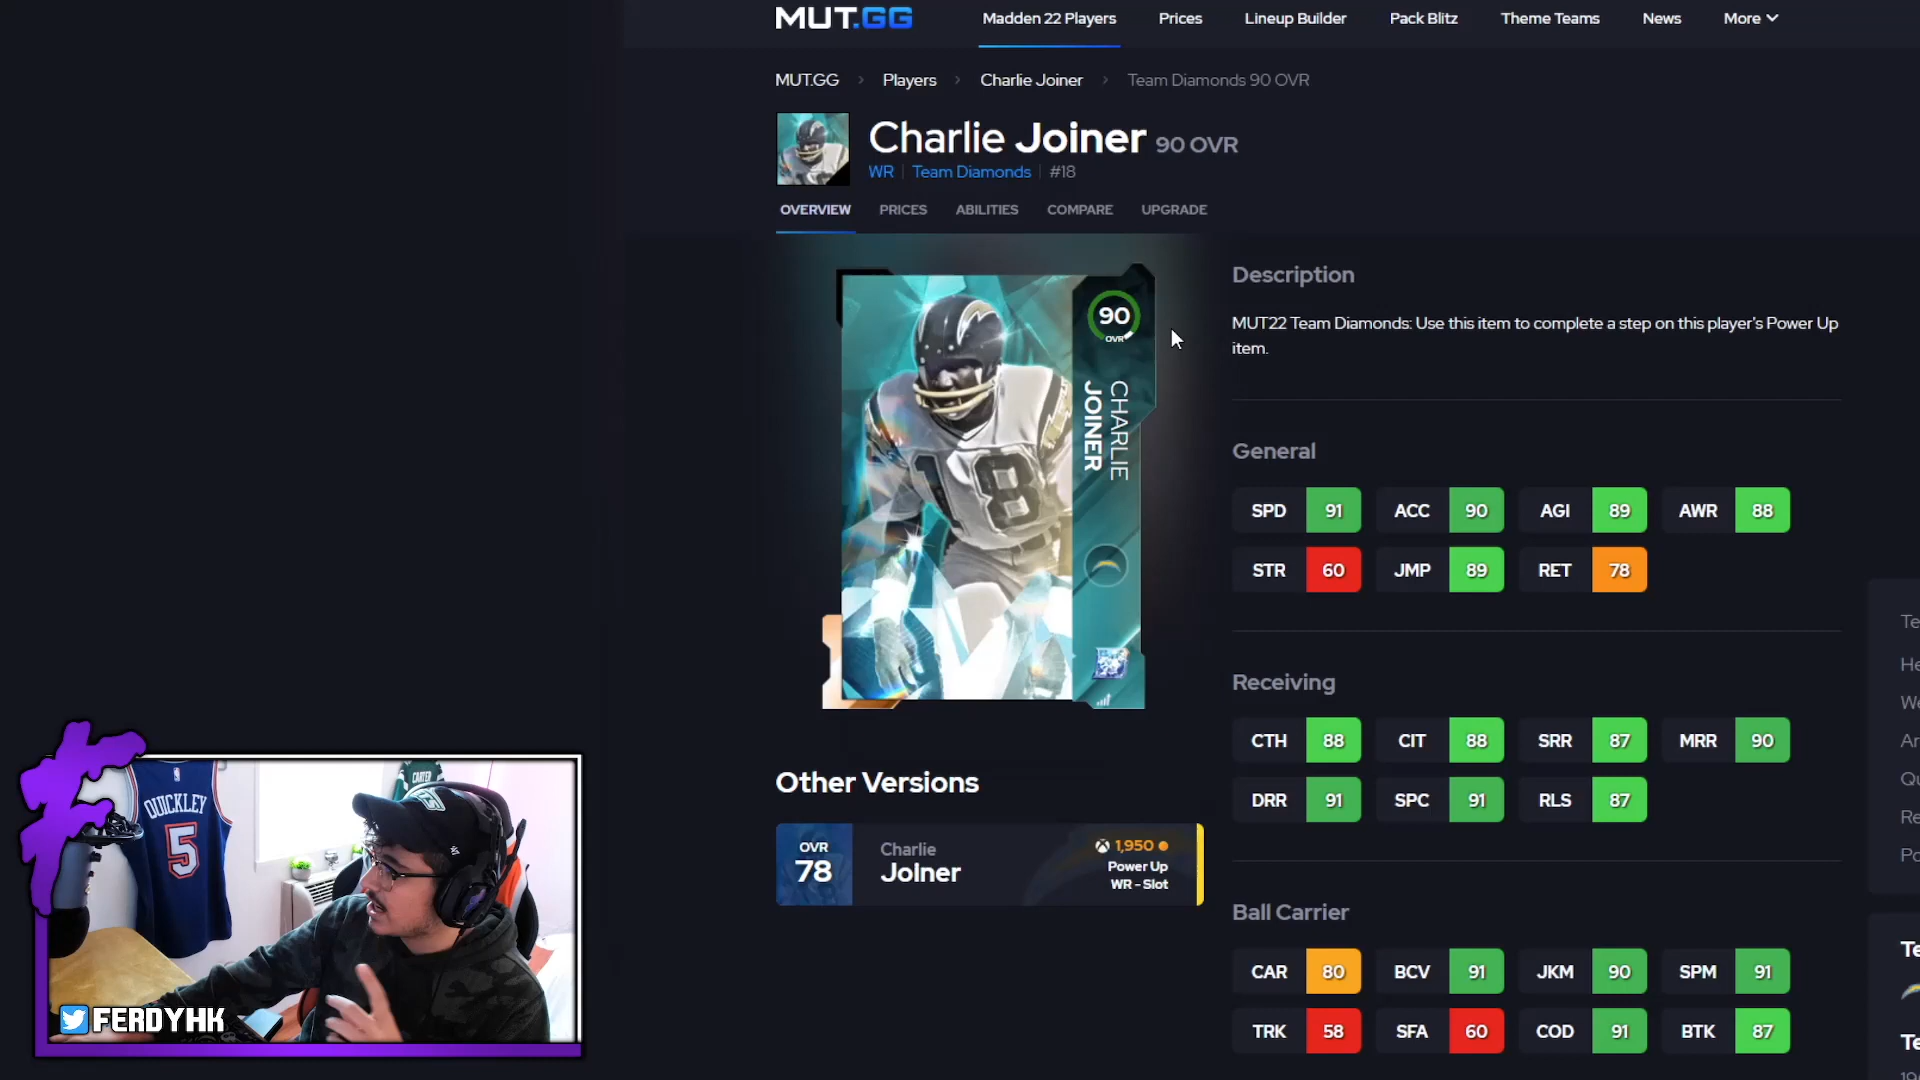 MUT.GG
Madden 22 Players
Prices
Lineup Builder
Pack Blitz
Theme Teams
News
More
MUT.GG > Players > Charlie Joiner > Team Diamonds 90 OVR
Charlie Joiner 90 OVR
WR | Team Diamonds | #18
OVERVIEW
PRICES
ABILITIES
COMPARE
UPGRADE
90
OVR
CHARLIE
JOINER
18
Description
MUT22 Team Diamonds: Use this item to complete a step on this player's Power Up
item.
General
SPD 91 ACC 90 AGI 89 AWR 88
STR 60 JMP 89 RET 78
Receiving
CTH 88 CIT 88 SRR 87 MRR 90
DRR 91 SPC 91 RLS 87
Ball Carrier
CAR 80 BCV 91 JKM 90 SPM 91
TRK 58 SFA 60 COD 91 BTK 87
Other Versions
OVR
78
Charlie
Joiner
1,950
Power Up
WR - Slot
CARTER
QUICKLEY
5
FERDYHK